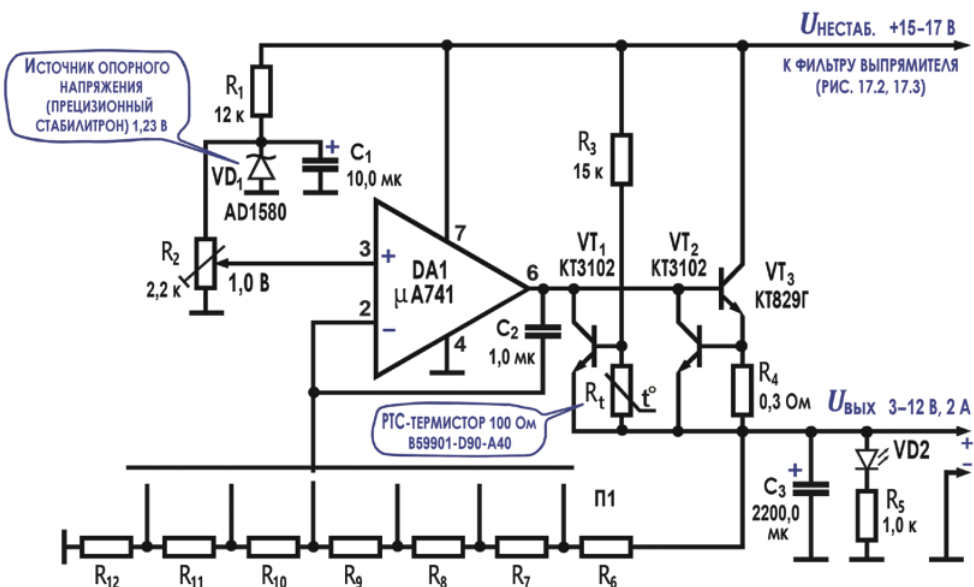 UНЕСТАБ. +15–17 В
К ФИЛЬТРУ ВЫПРЯМИТЕЛЯ
(РИС. 17.2, 17.3)
ИСТОЧНИК ОПОРНОГО
НАПРЯЖЕНИЯ
(ПРЕЦИЗИОННЫЙ
СТАБИЛИТРОН) 1,23 В
R1
12 к
VD1
AD1580
+
C1
10,0 мк
R3
15 к
R2
2,2 к
1,0 В
3
+
2
–
7
DA1
μA741
4
6
C2
1,0 мк
VT1
КТ3102
VT2
КТ3102
VT3
КТ829Г
Rt
t°
R4
0,3 Ом
РТС-ТЕРМИСТОР 100 Ом
B59901-D90-A40
UВЫХ 3–12 В, 2 А
+
–
VD2
+
C3
2200,0
мк
R5
1,0 к
П1
R12
R11
R10
R9
R8
R7
R6